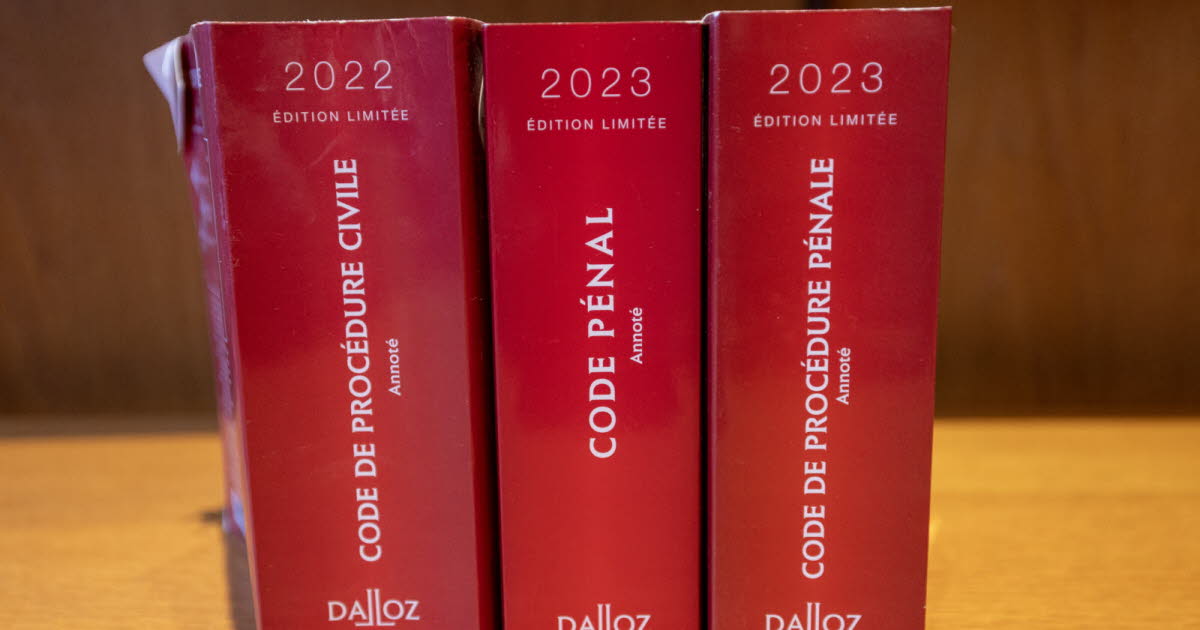 2022
ÉDITION LIMITÉE
CODE DE PROCÉDURE CIVILE
Annoté
DALLOZ
2023
ÉDITION LIMITÉE
CODE PÉNAL
Annoté
DALLOZ
2023
ÉDITION LIMITÉE
CODE DE PROCÉDURE PÉNALE
Annoté
DALLOZ